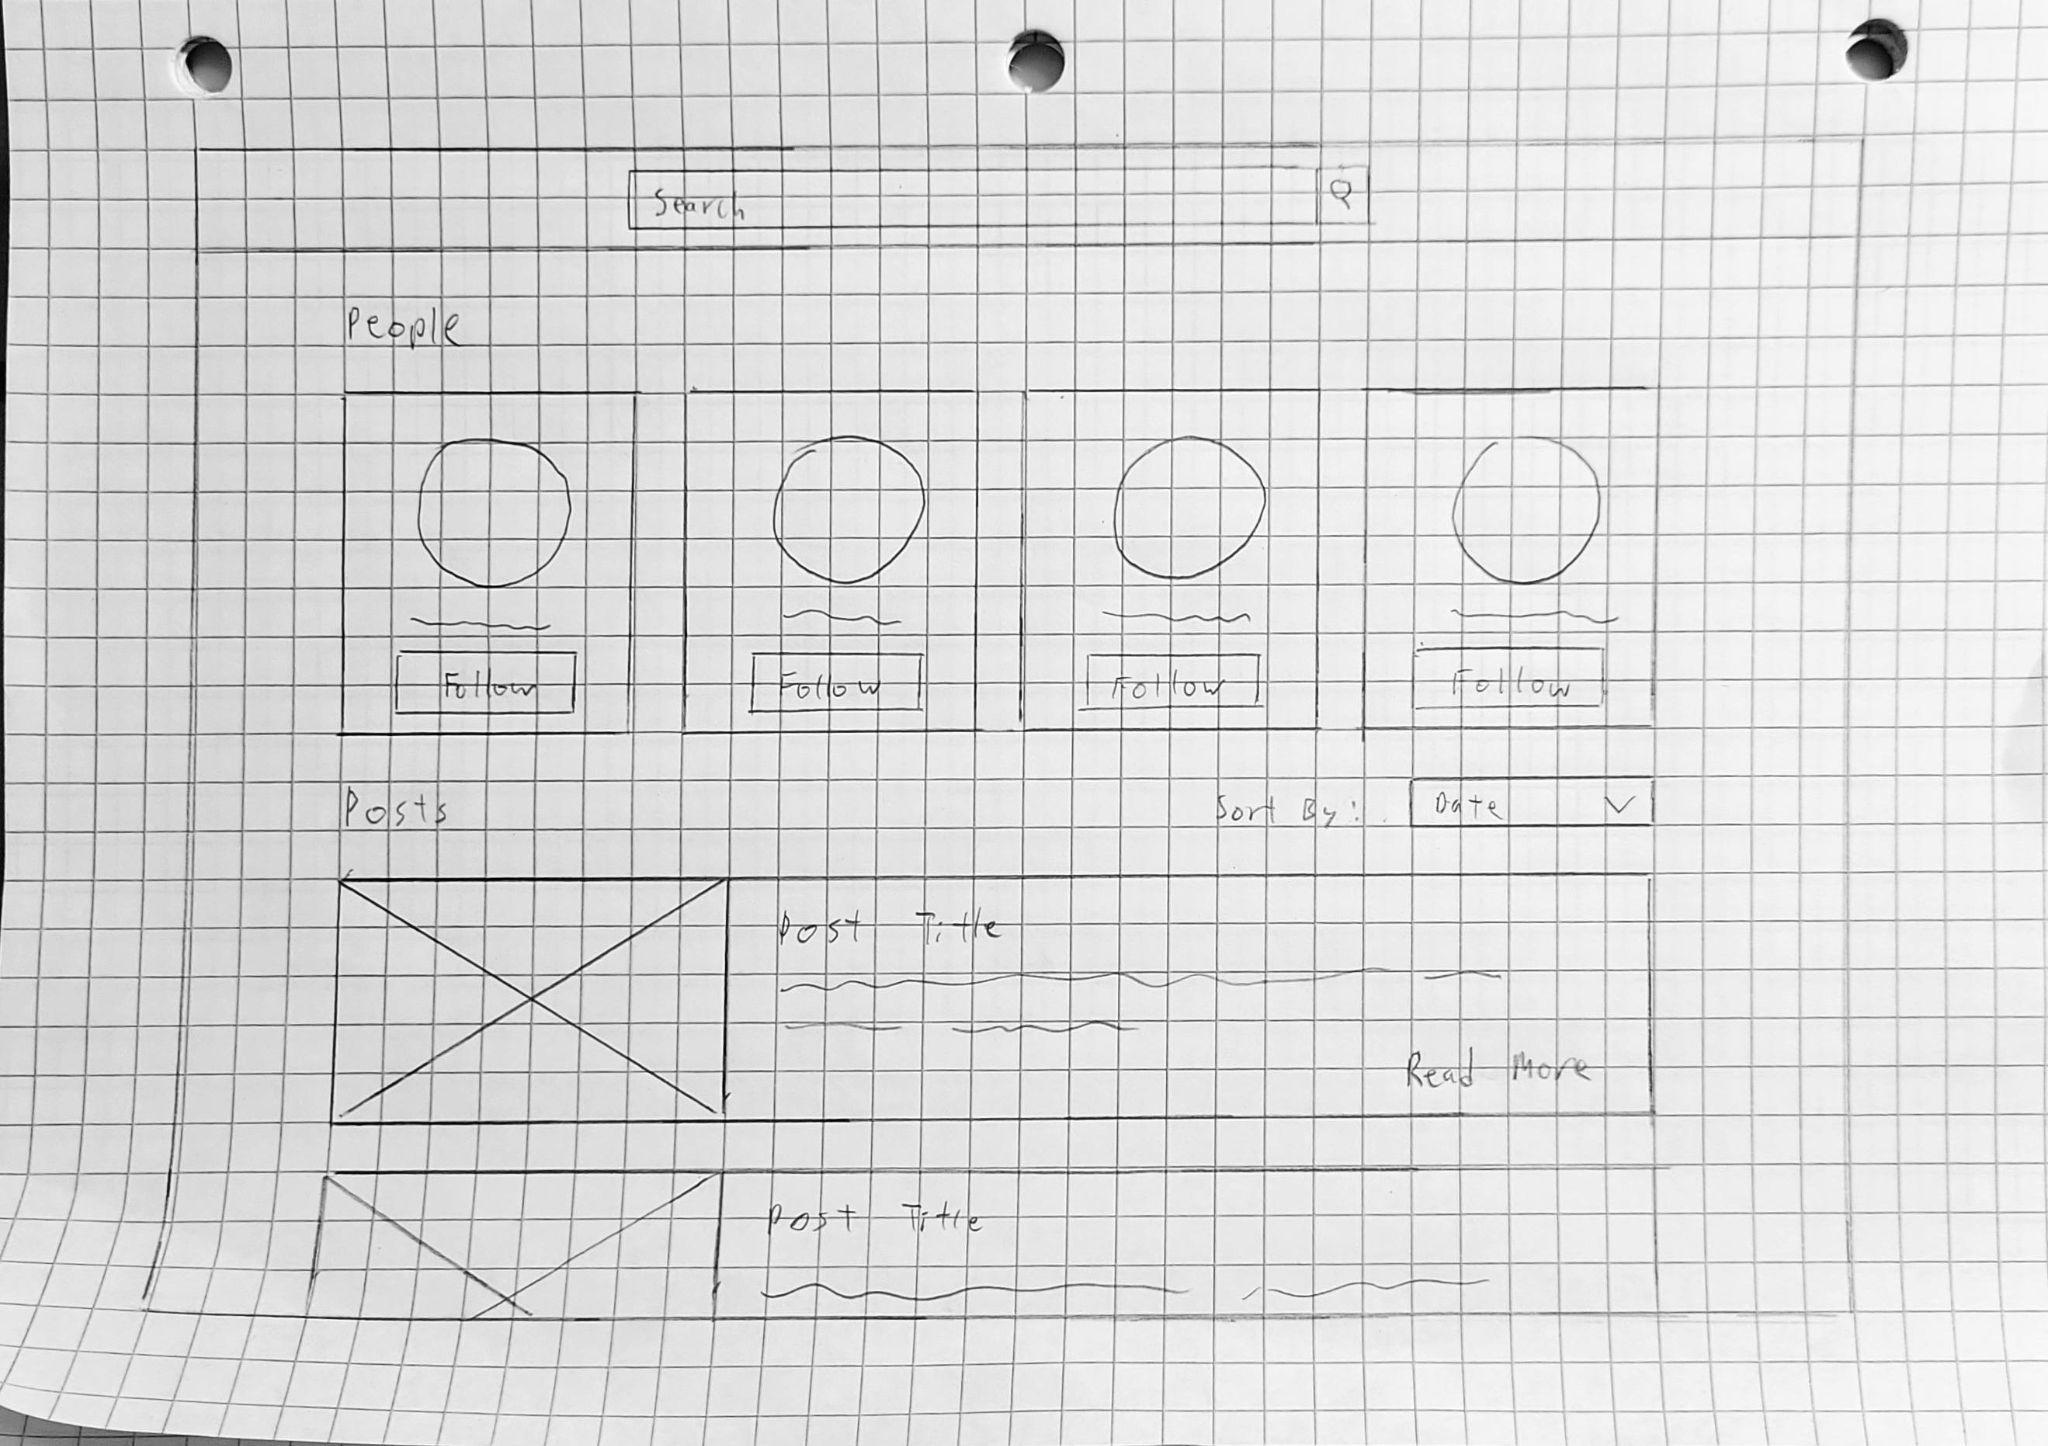 Search
People
Follow Follow Follow Follow
Posts Sort By: Date
Post Title
Read More
Post Title